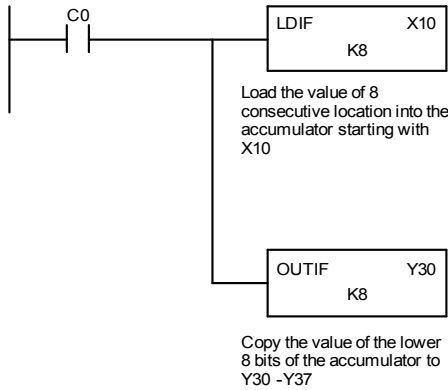 C0
LDIF X10
K8
Load the value of 8
consecutive location into the
accumulator starting with
X10
OUTIF Y30
K8
Copy the value of the lower
8 bits of the accumulator to
Y30 -Y37